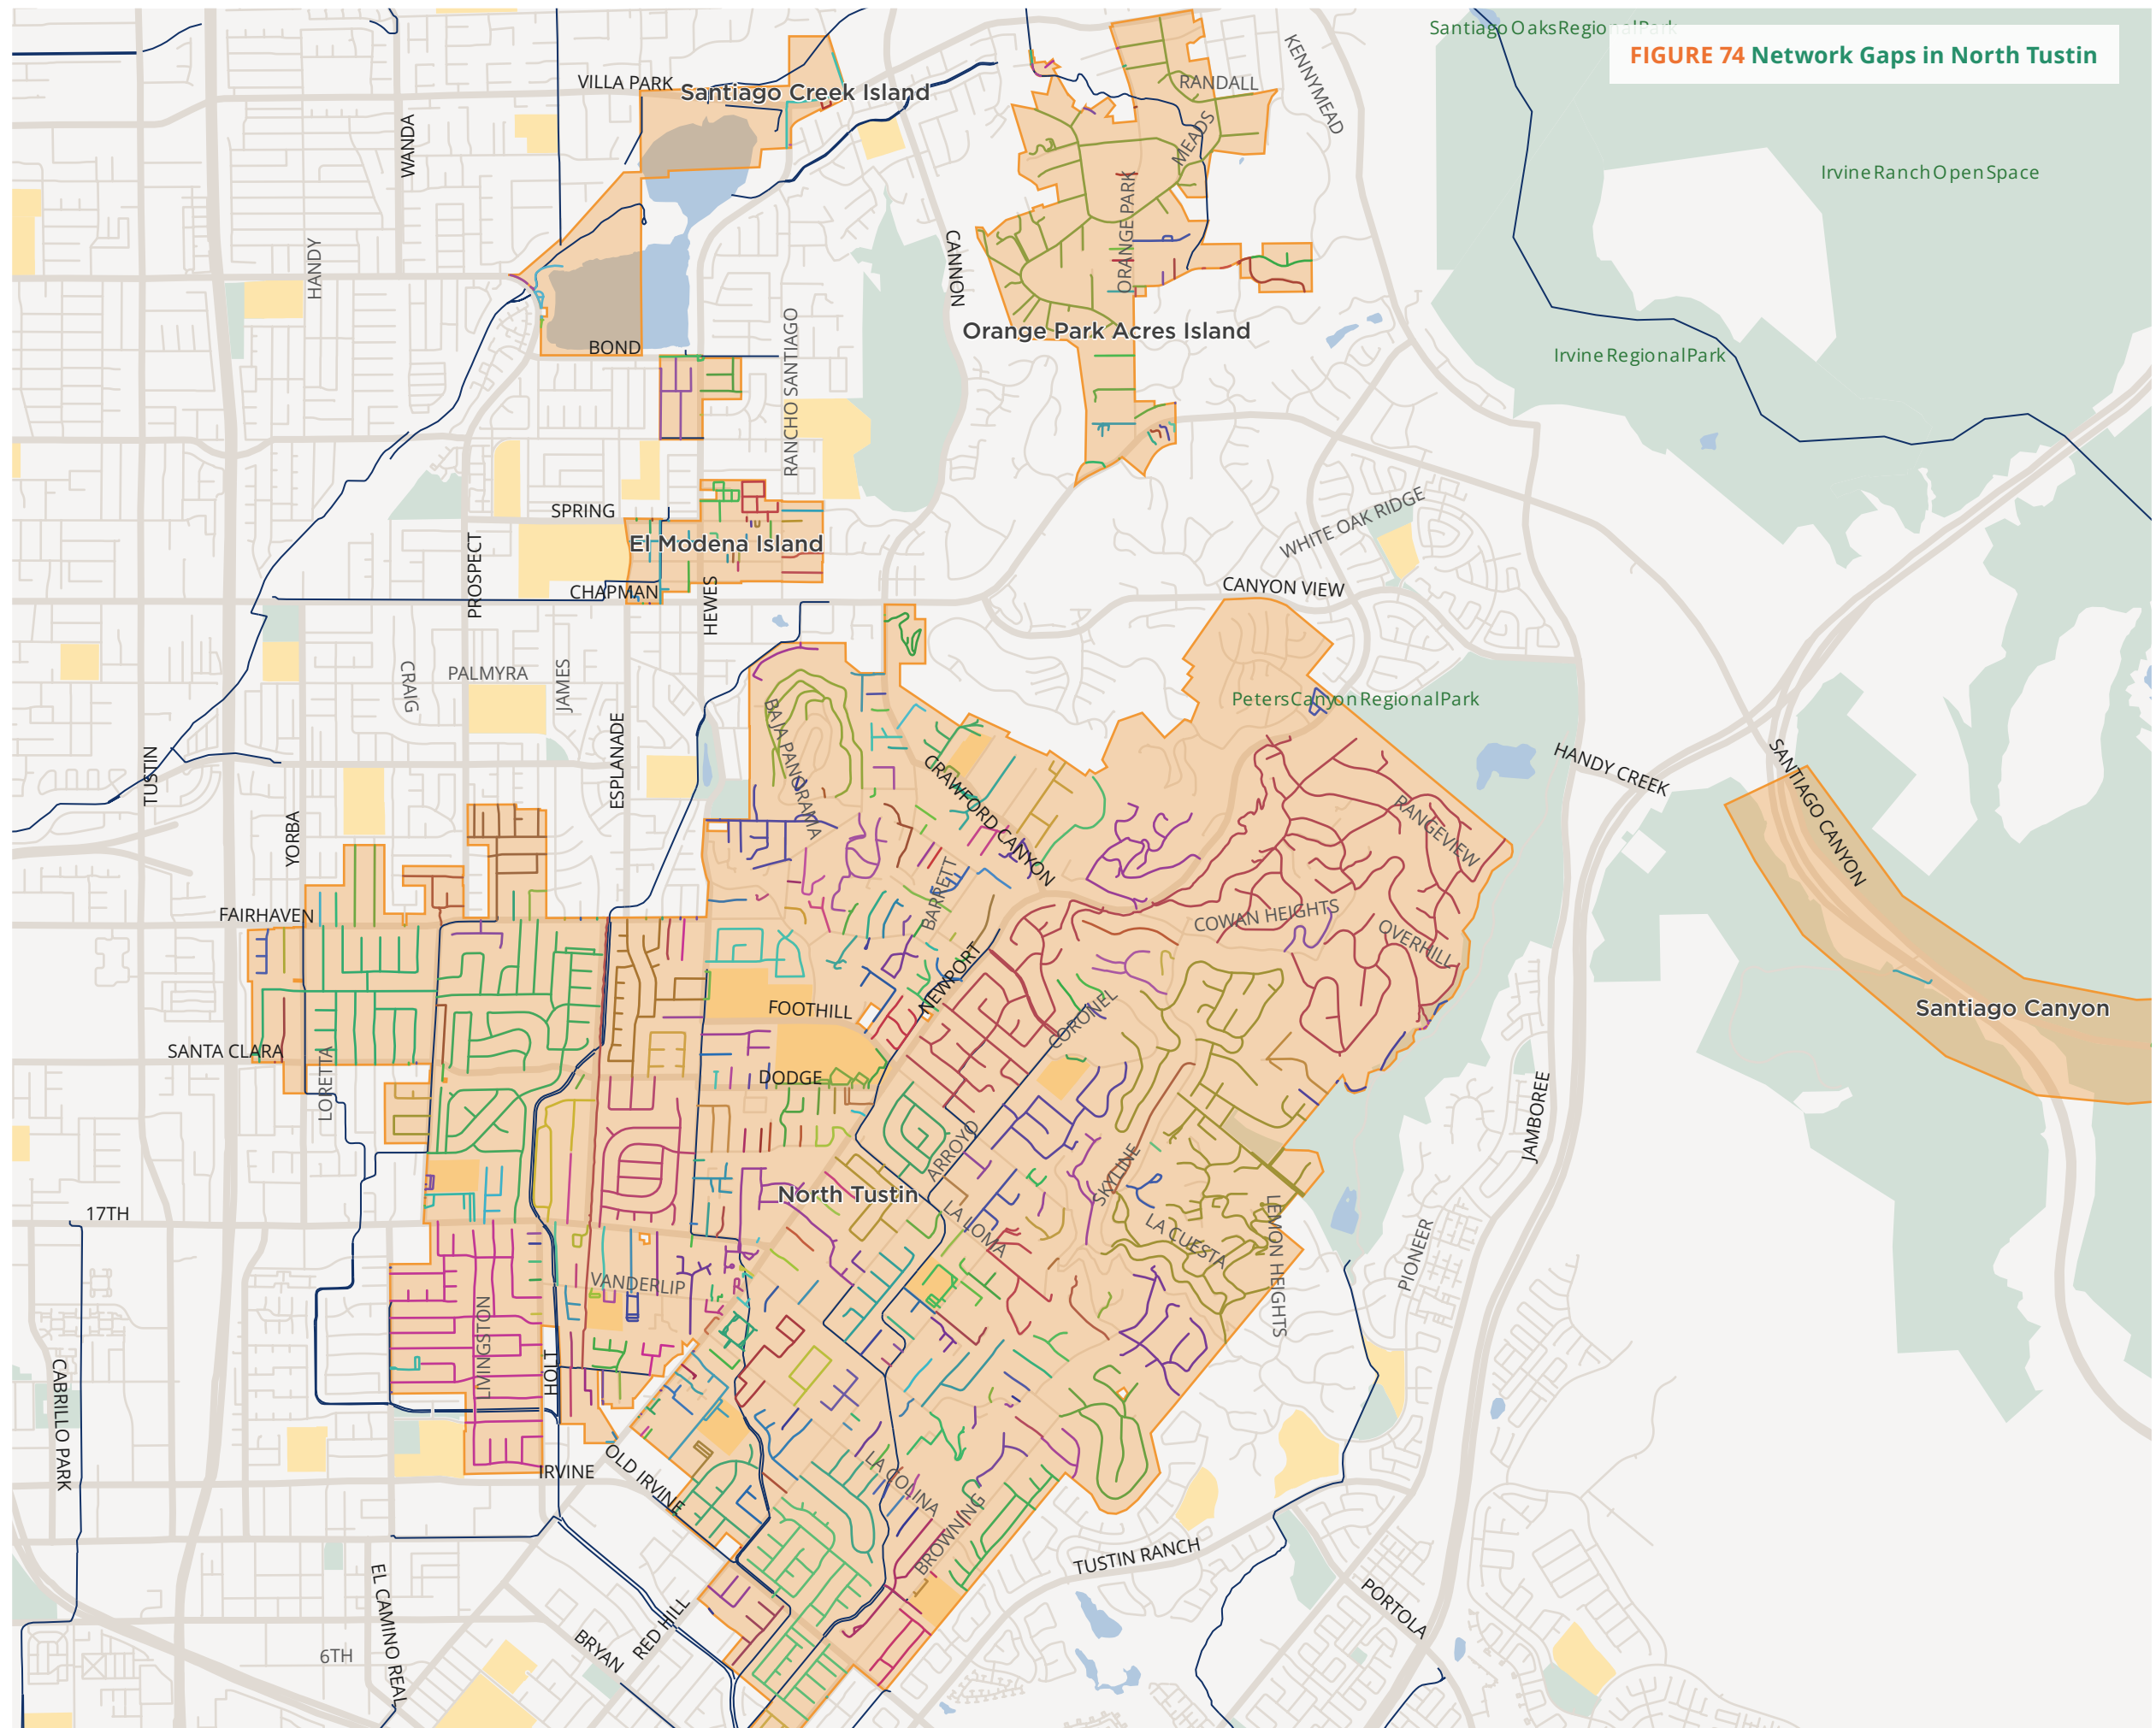 Santiago Oaks Regional Park
FIGURE 74 Network Gaps in North Tustin
VILLA PARK
Santiago Creek Island
RANDALL
KENNYMEAD
WANDA
MEADS
Irvine Ranch Open Space
ORANGE PARK
HANDY
CANNON
Orange Park Acres Island
BOND
RANCHO SANTIAGO
Irvine Regional Park
SPRING
El Modena Island
WHITE OAK RIDGE
PROSPECT
CHAPMAN
HEWES
CANYON VIEW
CRAIG
PALMYRA
JAMES
Peters Canyon Regional Park
BAJA PANORAMA
ESPLANADE
TUSTIN
HANDY CREEK
SANTIAGO CANYON
CRAWFORD CANYON
RANGEVIEW
YORBA
BARRETT
FAIRHAVEN
COWAN HEIGHTS
OVERHILL
NEWPORT
FOOTHILL
CORONEL
Santiago Canyon
SANTA CLARA
LORETTA
DODGE
JAMBOREE
ARROYO
SKYLINE
North Tustin
17TH
LA LOMA
LA CUESTA
LEMON HEIGHTS
PIONEER
VANDERLIP
LIVINGSTON
HOLT
CABRILLO PARK
IRVINE
OLD IRVINE
LA COLINA
BROWNING
TUSTIN RANCH
EL CAMINO REAL
PORTOLA
RED HILL
BRYAN
6TH